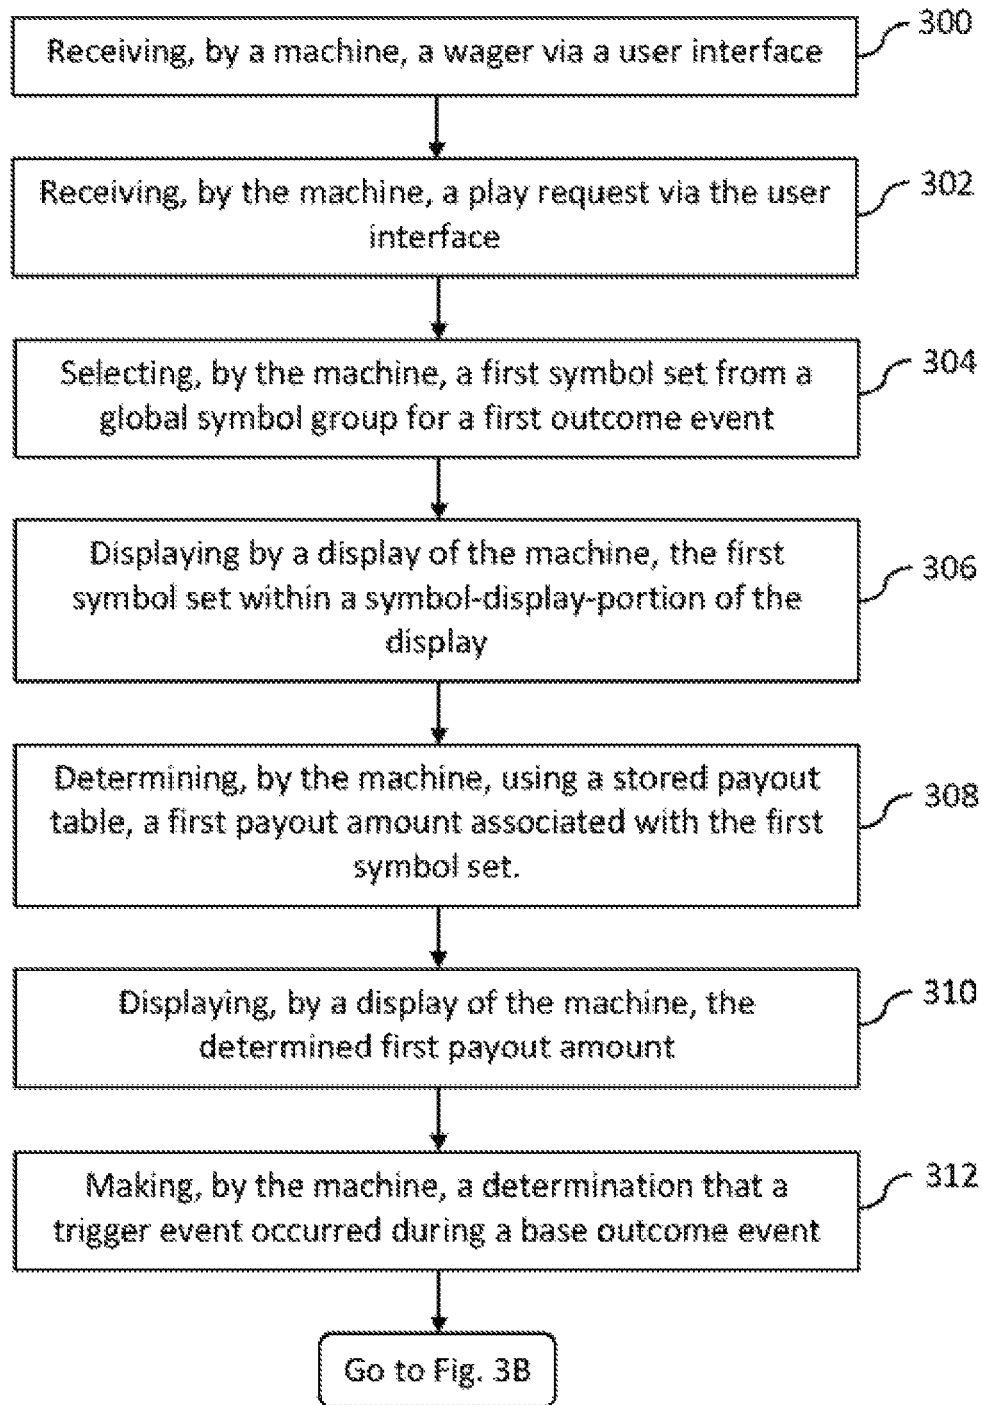 Receiving, by a machine, a wager via a user interface
300
Receiving, by the machine, a play request via the user
interface
302
Selecting, by the machine, a first symbol set from a
global symbol group for a first outcome event
304
Displaying by a display of the machine, the first
symbol set within a symbol-display-portion of the
display
306
Determining, by the machine, using a stored payout
table, a first payout amount associated with the first
symbol set.
308
Displaying, by a display of the machine, the
determined first payout amount
310
Making, by the machine, a determination that a
trigger event occurred during a base outcome event
312
Go to Fig. 3B